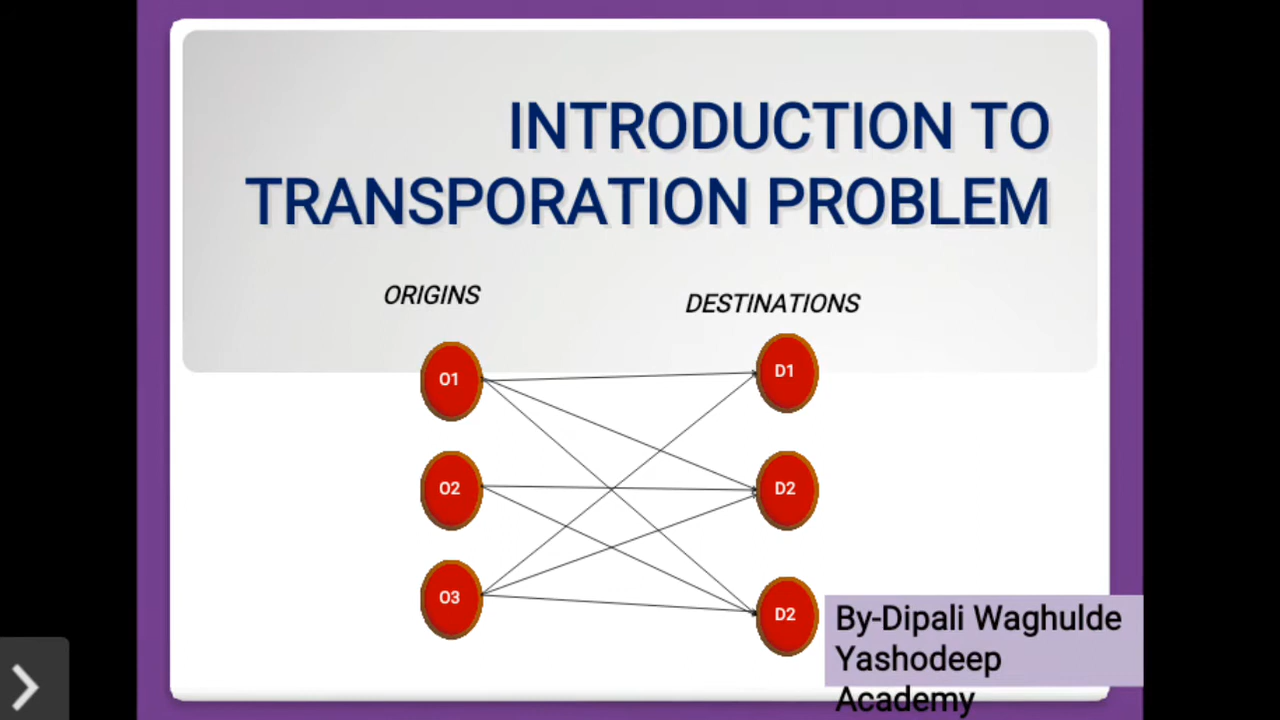 INTRODUCTION TO
TRANSPORATION PROBLEM
ORIGINS
DESTINATIONS
O1
D1
O2
D2
O3
D2
By-Dipali Waghulde
Yashodeep
Academy